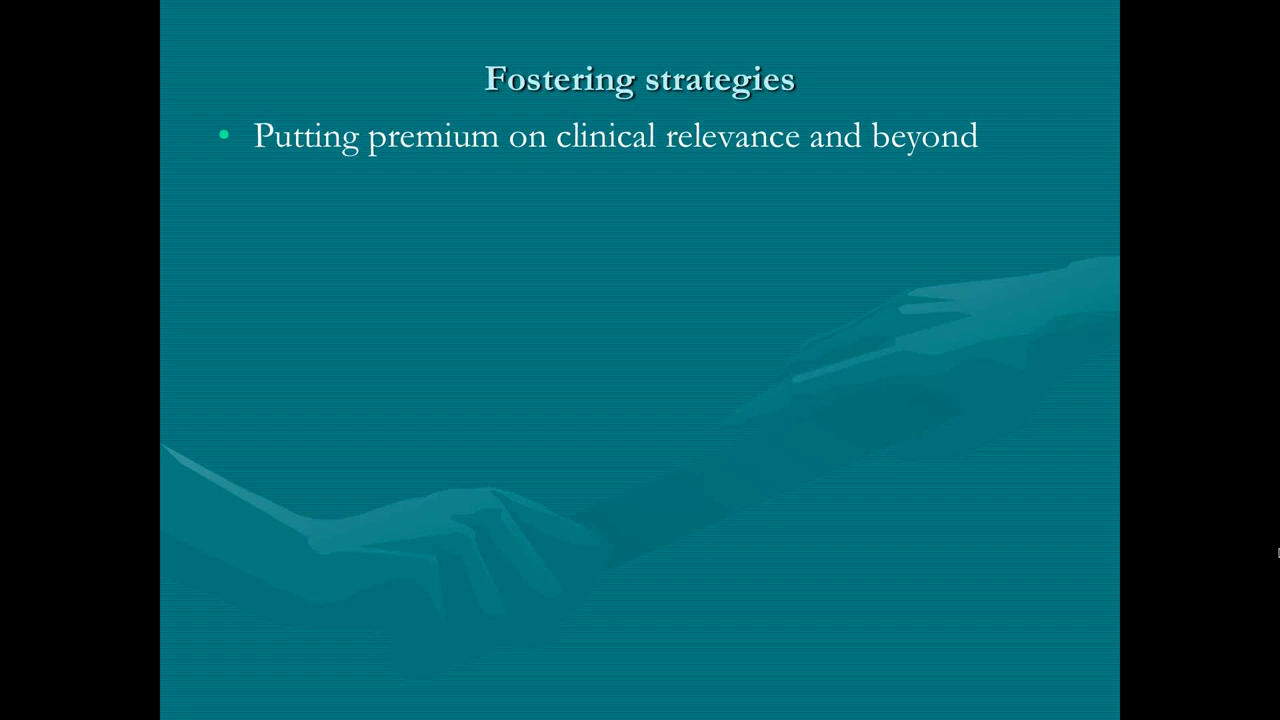 Fostering strategies
• Putting premium on clinical relevance and beyond